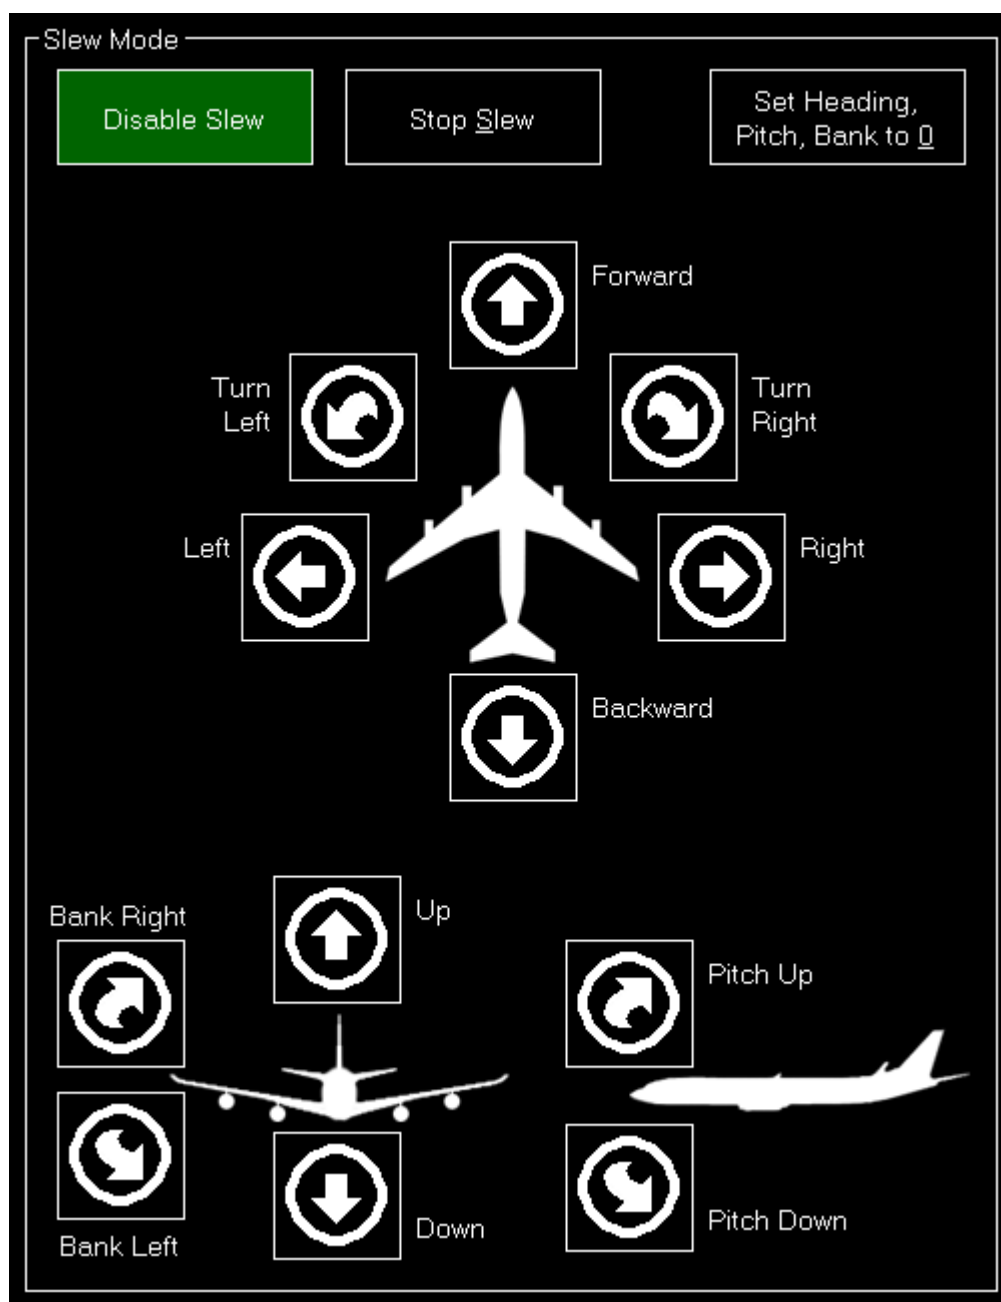 Slew Mode
Disable Slew
Stop Slew
Set Heading,
Pitch, Bank to 0
Forward
Turn
Left
Turn
Right
Left
Right
Backward
Bank Right
Up
Pitch Up
Bank Left
Down
Pitch Down